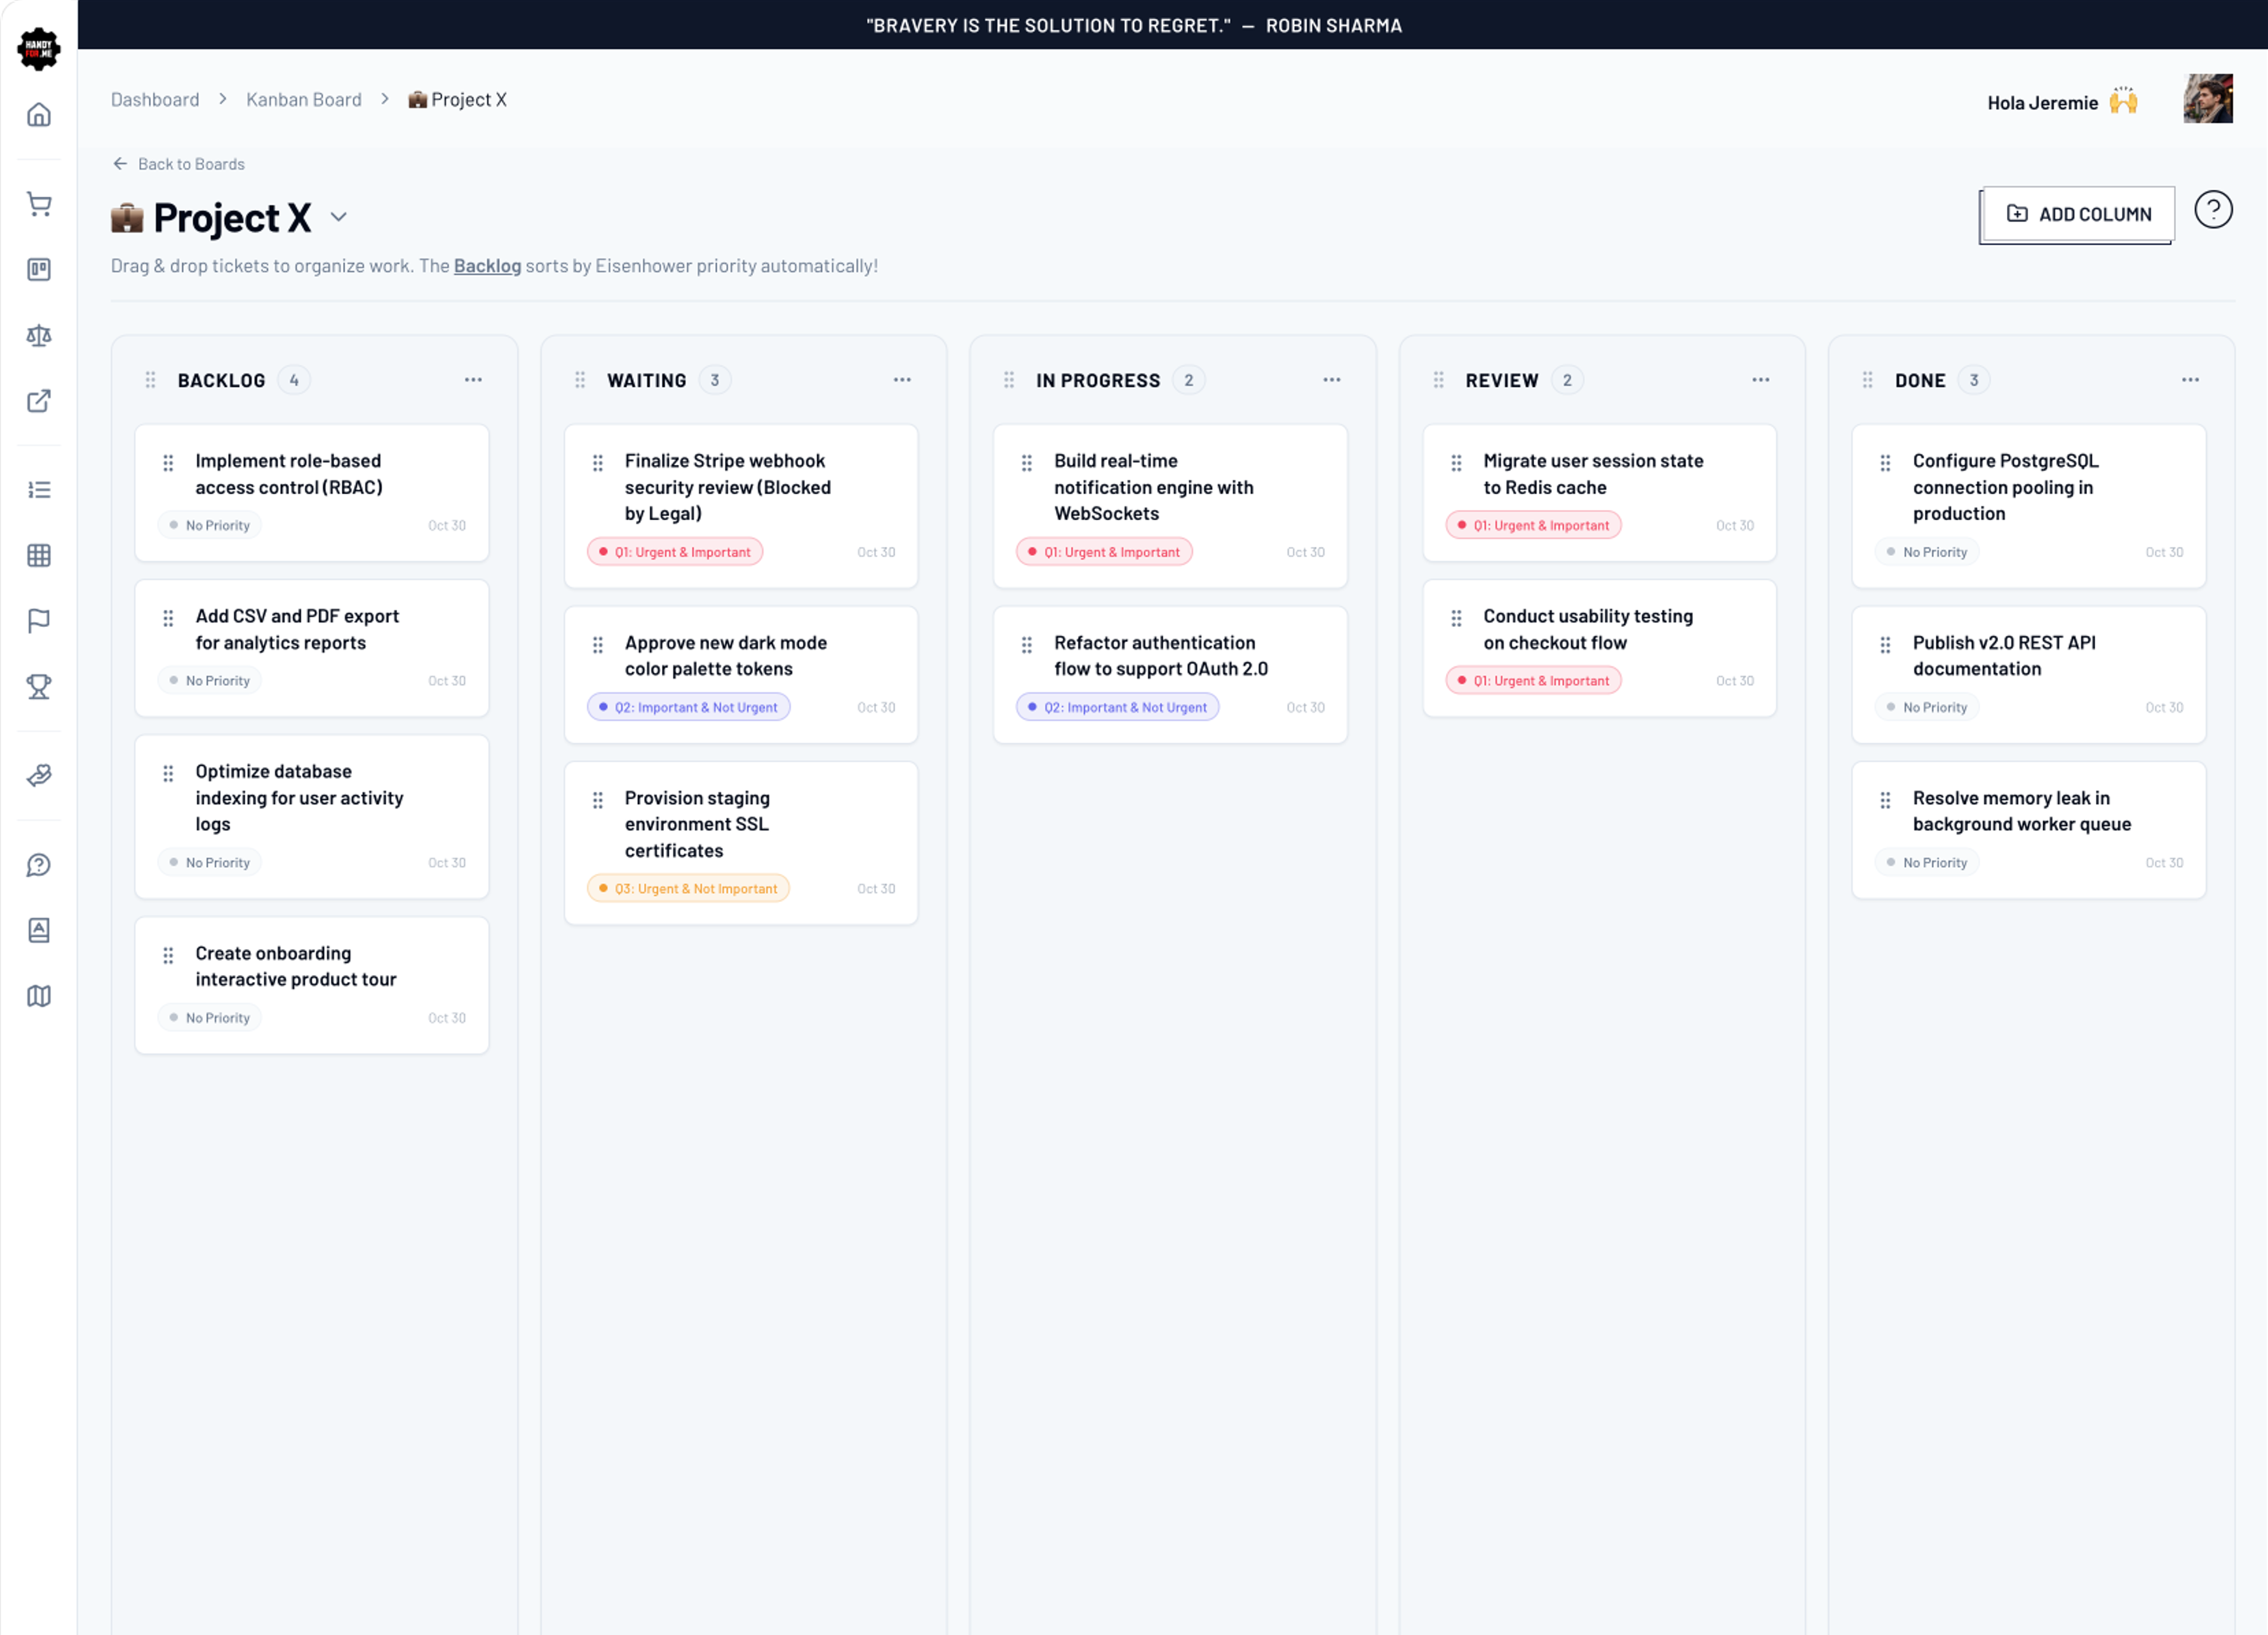 "BRAVERY IS THE SOLUTION TO REGRET." — ROBIN SHARMA
HANDY
FOR.ME
Dashboard > Kanban Board > 💼 Project X
Hola Jeremie 🙌
← Back to Boards
💼 Project X
ADD COLUMN
?
Drag & drop tickets to organize work. The Backlog sorts by Eisenhower priority automatically!
BACKLOG 4
Implement role-based
access control (RBAC)
No Priority Oct 30
Add CSV and PDF export
for analytics reports
No Priority Oct 30
Optimize database
indexing for user activity
logs
No Priority Oct 30
Create onboarding
interactive product tour
No Priority Oct 30
WAITING 3
Finalize Stripe webhook
security review (Blocked
by Legal)
Q1: Urgent & Important Oct 30
Approve new dark mode
color palette tokens
Q2: Important & Not Urgent Oct 30
Provision staging
environment SSL
certificates
Q3: Urgent & Not Important Oct 30
IN PROGRESS 2
Build real-time
notification engine with
WebSockets
Q1: Urgent & Important Oct 30
Refactor authentication
flow to support OAuth 2.0
Q2: Important & Not Urgent Oct 30
REVIEW 2
Migrate user session state
to Redis cache
Q1: Urgent & Important Oct 30
Conduct usability testing
on checkout flow
Q1: Urgent & Important Oct 30
DONE 3
Configure PostgreSQL
connection pooling in
production
No Priority Oct 30
Publish v2.0 REST API
documentation
No Priority Oct 30
Resolve memory leak in
background worker queue
No Priority Oct 30